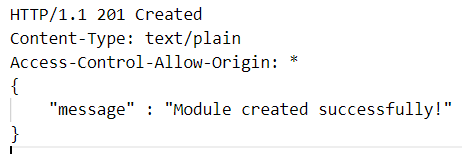 HTTP/1.1 201 Created
Content-Type: text/plain
Access-Control-Allow-Origin: *
{
    "message" : "Module created successfully!"
}